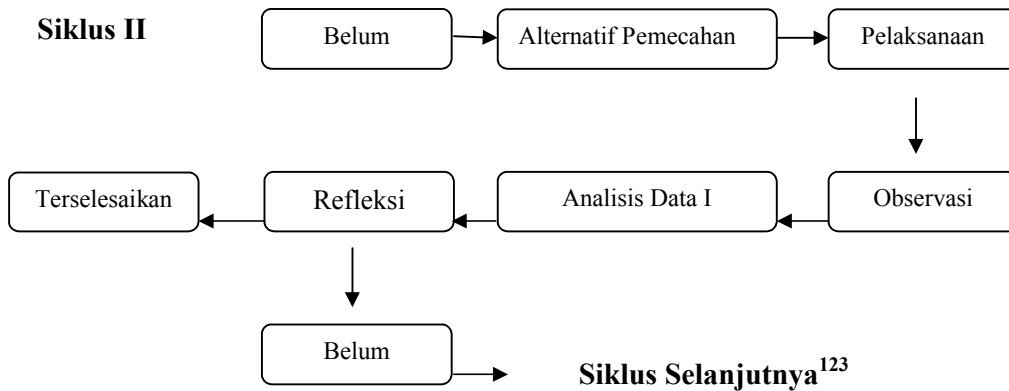 Siklus II
Belum
Alternatif Pemecahan
Pelaksanaan
Terselesaikan
Refleksi
Analisis Data I
Observasi
Belum
Siklus Selanjutnya123